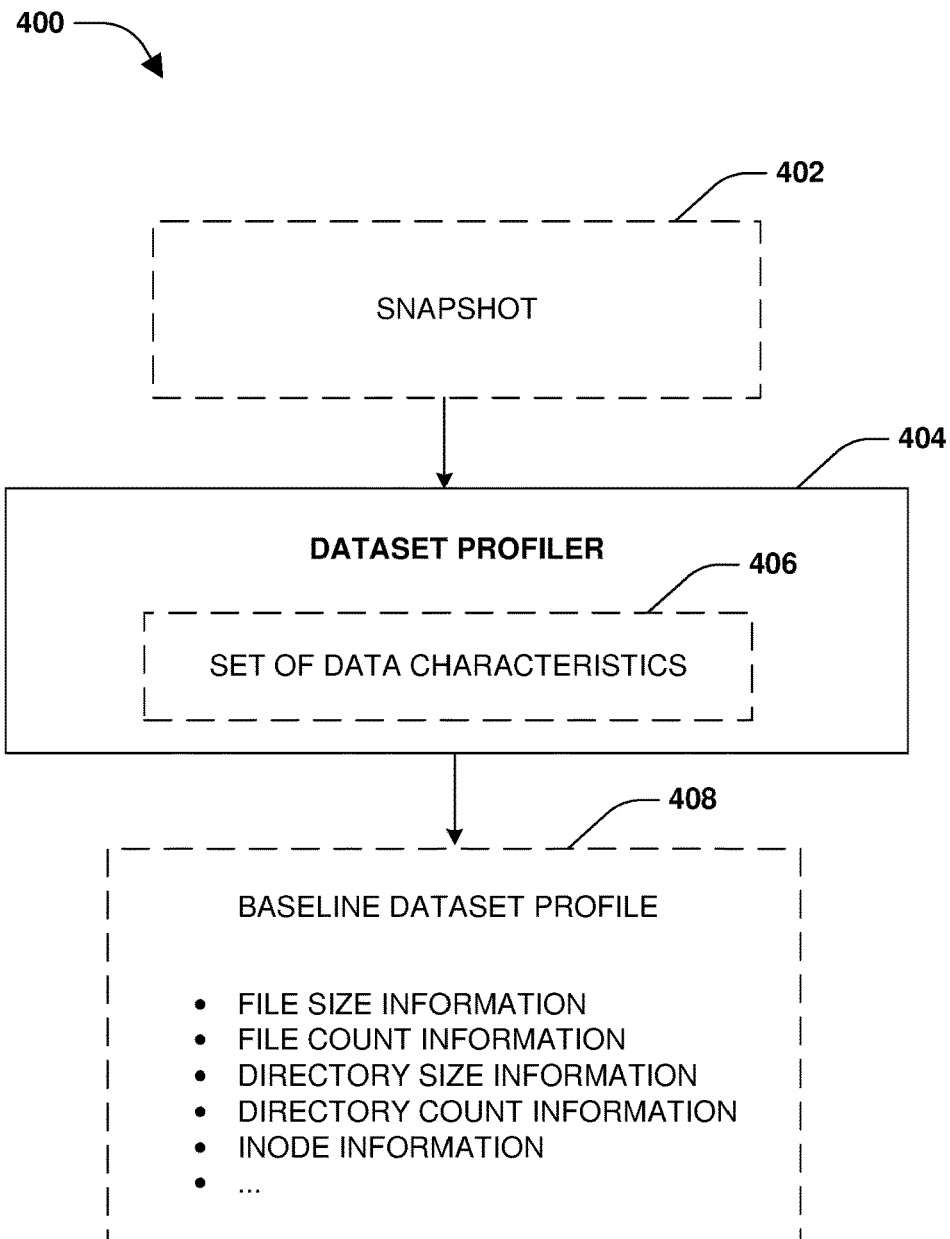 400
402
SNAPSHOT
404
DATASET PROFILER
406
SET OF DATA CHARACTERISTICS
408
BASELINE DATASET PROFILE
• FILE SIZE INFORMATION
• FILE COUNT INFORMATION
• DIRECTORY SIZE INFORMATION
• DIRECTORY COUNT INFORMATION
• INODE INFORMATION
• ...